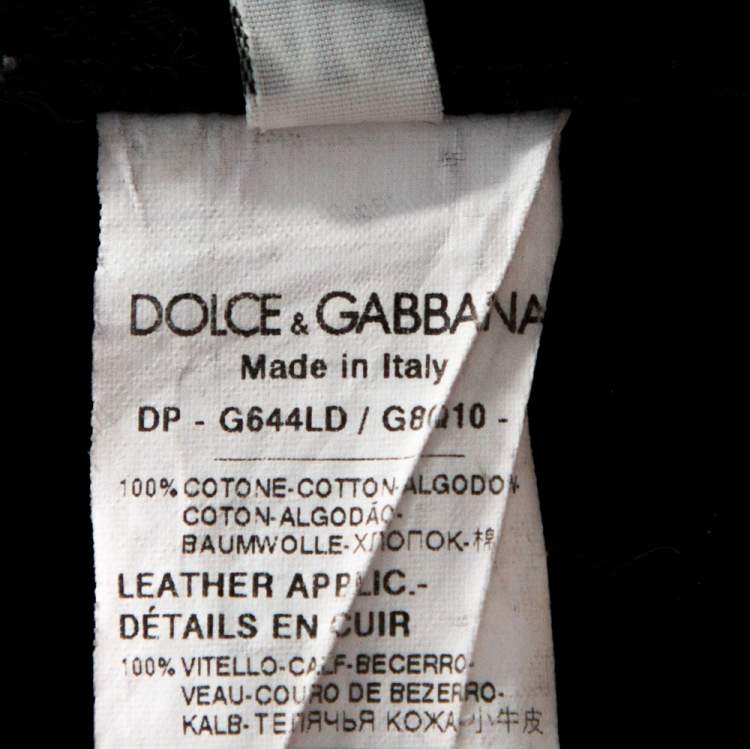 DOLCE & GABBANA
Made in Italy
DP - G644LD / G8Q10 -
100% COTONE-COTTON-ALGODON
COTON-ALGODÃO-
BAUMWOLLE-ХЛОПОК-棉
LEATHER APPLIC.-
DÉTAILS EN CUIR
100% VITELLO-CALF-BECERRO-
VEAU-COURO DE BEZERRO-
KALB-ТЕЛЯЧЬЯ КОЖА-小牛皮